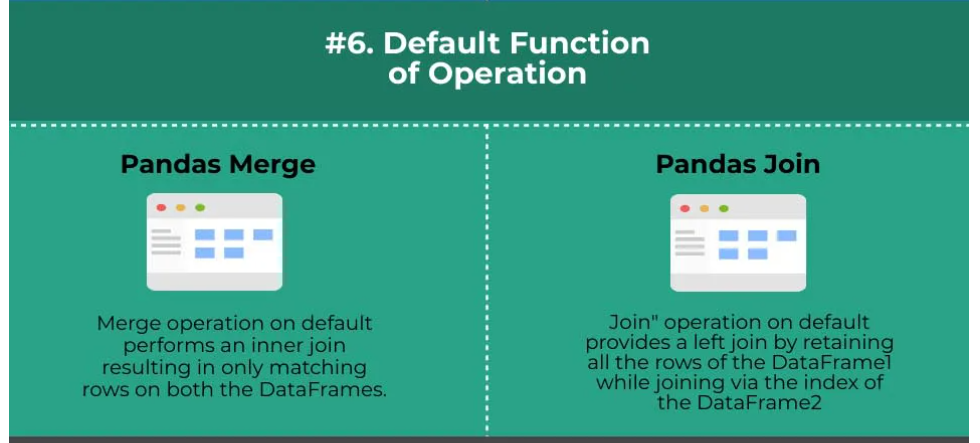 #6. Default Function
of Operation
Pandas Merge
Merge operation on default
performs an inner join
resulting in only matching
rows on both the DataFrames.
Pandas Join
Join" operation on default
provides a left join by retaining
all the rows of the DataFrame1
while joining via the index of
the DataFrame2